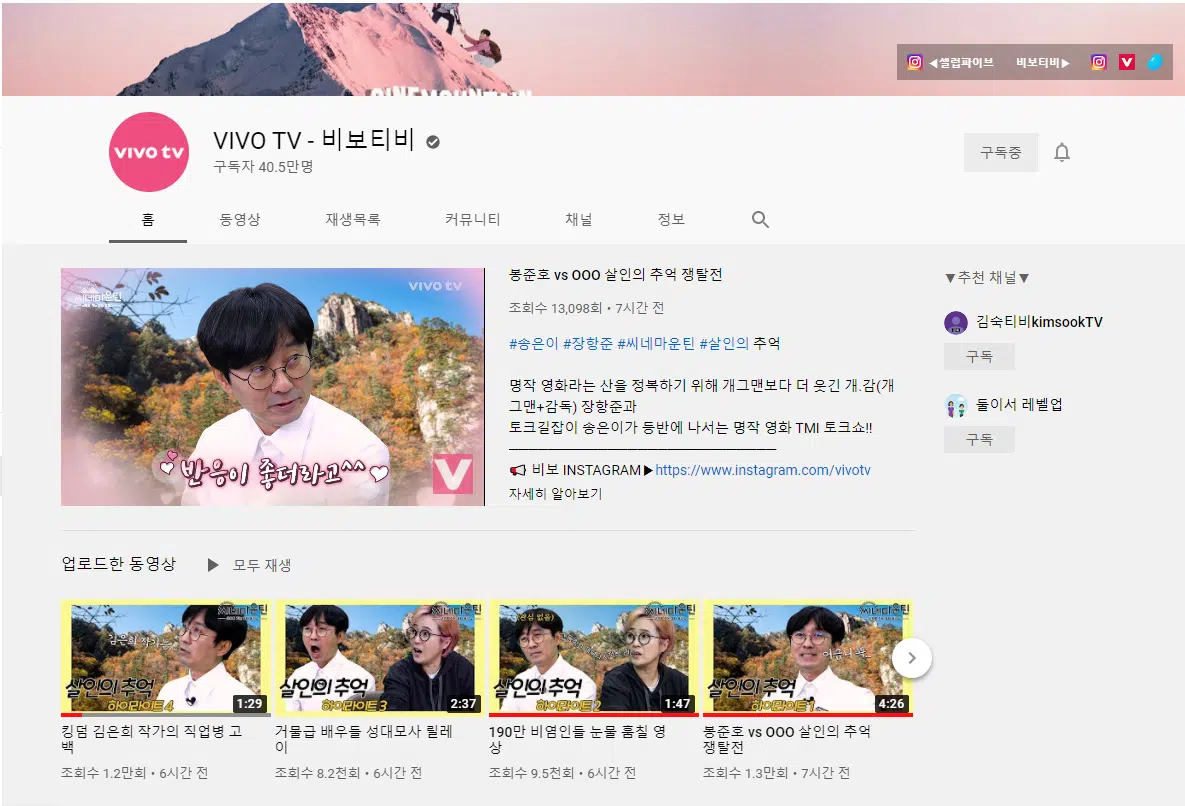 CINEMOUNTAIN
◀셀럽파이브 비보티비▶
vivo tv
VIVO TV - 비보티비
구독자 40.5만명
구독중
홈 동영상 재생목록 커뮤니티 채널 정보
씨네마운틴
vivo tv
반응이 좋더라고^^
V
봉준호 vs OOO 살인의 추억 쟁탈전
조회수 13,098회 • 7시간 전
#송은이 #장항준 #씨네마운틴 #살인의 추억
명작 영화라는 산을 정복하기 위해 개그맨보다 더 웃긴 개.감(개
그맨+감독) 장항준과
토크길잡이 송은이가 등반에 나서는 명작 영화 TMI 토크쇼!!
비보 INSTAGRAM▶https://www.instagram.com/vivotv
자세히 알아보기
▼추천 채널▼
김숙티비kimsookTV
구독
둘이서 레벨업
구독
업로드한 동영상 ▶ 모두 재생
씨네마운틴
김은희 작가는
살인의 추억
하이라이트4
1:29
킹덤 김은희 작가의 직업병 고
백
조회수 1.2만회 • 6시간 전
씨네마운틴
살인의 추억
하이라이트3
2:37
거물급 배우들 성대모사 릴레
이
조회수 8.2천회 • 6시간 전
씨네마운틴
(관심 없음)
살인의 추억
하이라이트2
1:47
190만 비염인들 눈물 훔칠 영
상
조회수 9.5천회 • 6시간 전
씨네마운틴
살인의 추억
하이라이트1
4:26
봉준호 vs OOO 살인의 추억
쟁탈전
조회수 1.3만회 • 7시간 전